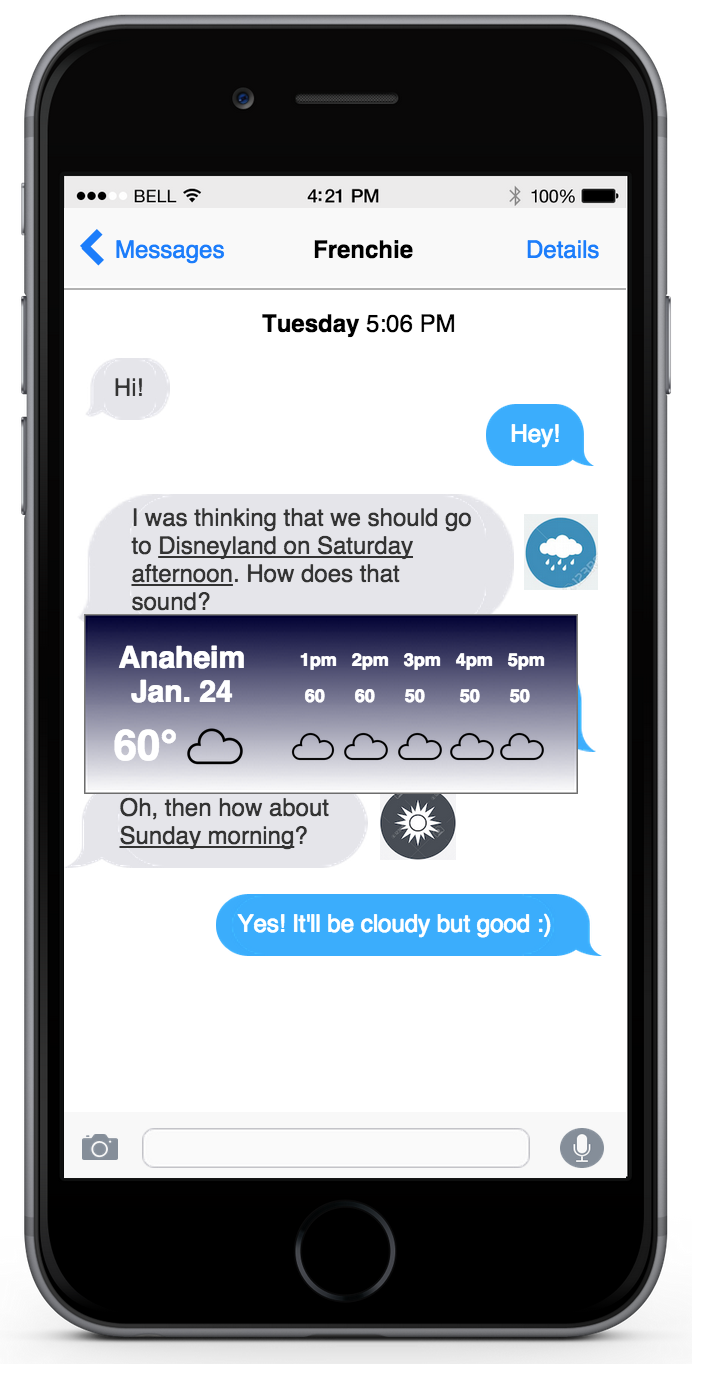 BELL 4:21 PM 100%
Messages Frenchie Details
Tuesday 5:06 PM
Hi!
Hey!
I was thinking that we should go
to Disneyland on Saturday
afternoon. How does that
sound?
Anaheim
Jan. 24
60°
1pm 2pm 3pm 4pm 5pm
60 60 50 50 50
Oh, then how about
Sunday morning?
Yes! It'll be cloudy but good :)